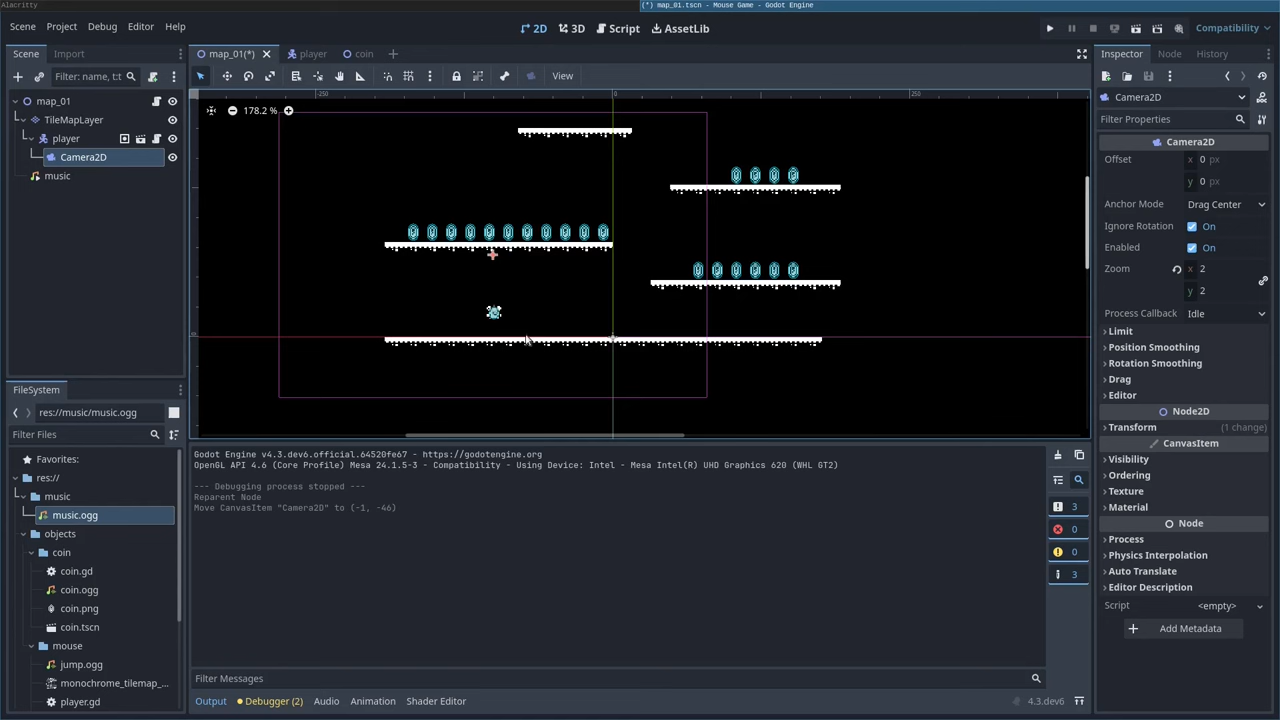 Alacritty
(*) map_01.tscn - Mouse Game - Godot Engine
Scene Project Debug Editor Help
2D 3D Script AssetLib
Compatibility
Scene Import
map_01(*) player coin
Inspector Node History
Filter: name, t:t
View
map_01
TileMapLayer
player
Camera2D
music
-250 0 250
178.2 %
Camera2D
Filter Properties
Camera2D
Offset x 0 px
y 0 px
Anchor Mode Drag Center
Ignore Rotation On
Enabled On
Zoom x 2
y 2
Process Callback Idle
Limit
Position Smoothing
Rotation Smoothing
Drag
Editor
Node2D
Transform (1 change)
CanvasItem
Visibility
Ordering
Texture
Material
Node
Process
Physics Interpolation
Auto Translate
Editor Description
Script <empty>
Add Metadata
FileSystem
res://music/music.ogg
Filter Files
Favorites:
res://
music
music.ogg
objects
coin
coin.gd
coin.ogg
coin.png
coin.tscn
mouse
jump.ogg
monochrome_tilemap_...
player.gd
Godot Engine v4.3.dev6.official.64520fe67 - https://godotengine.org
OpenGL API 4.6 (Core Profile) Mesa 24.1.5-3 - Compatibility - Using Device: Intel - Mesa Intel(R) UHD Graphics 620 (WHL GT2)
--- Debugging process stopped ---
Reparent Node
Move CanvasItem "Camera2D" to (-1, -46)
3
0
0
3
Filter Messages
Output Debugger (2) Audio Animation Shader Editor
4.3.dev6